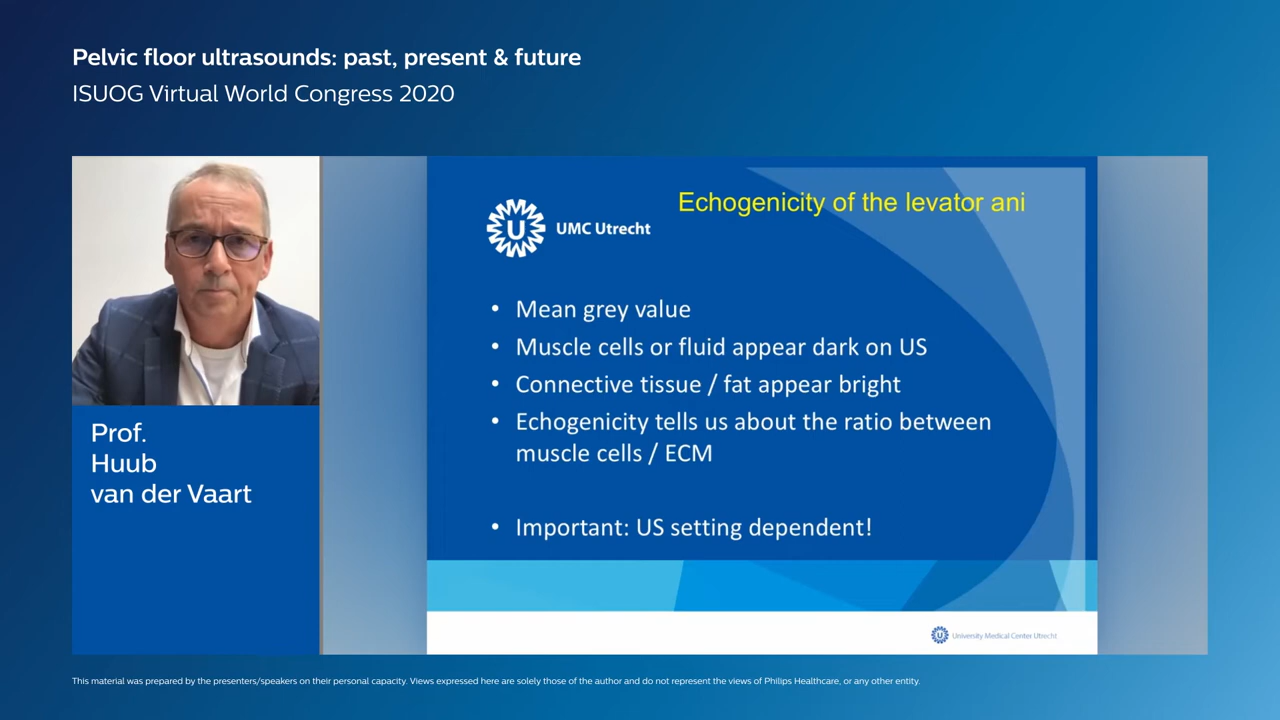 Pelvic floor ultrasounds: past, present & future
ISUOG Virtual World Congress 2020
Prof.
Huub
van der Vaart
U
UMC Utrecht
Echogenicity of the levator ani
• Mean grey value
• Muscle cells or fluid appear dark on US
• Connective tissue / fat appear bright
• Echogenicity tells us about the ratio between
muscle cells / ECM
• Important: US setting dependent!
U
University Medical Center Utrecht
This material was prepared by the presenters/speakers on their personal capacity. Views expressed here are solely those of the author and do not represent the views of Philips Healthcare, or any other entity.